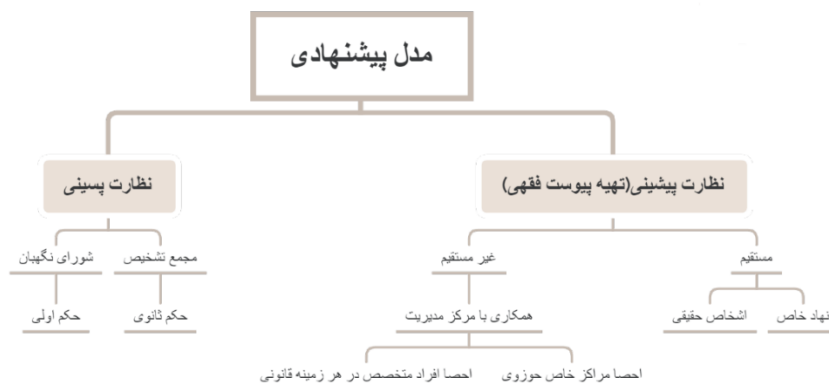 مدل پیشنهادی
نظارت پیشینی(تهیه پیوست فقهی)
نظارت پسینی
مستقیم
غیر مستقیم
مجمع تشخیص
شورای نگهبان
نهاد خاص
اشخاص حقیقی
همکاری با مرکز مدیریت
حکم ثانوی
حکم اولی
احصا مراکز خاص حوزوی
احصا افراد متخصص در هر زمینه قانونی